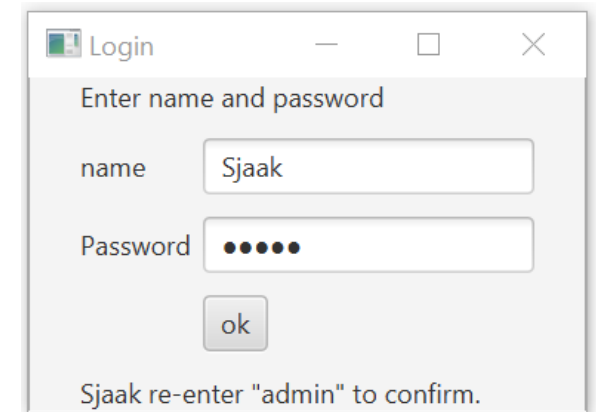 Login
Enter name and password
name Sjaak
Password ●●●●●
ok
Sjaak re-enter "admin" to confirm.